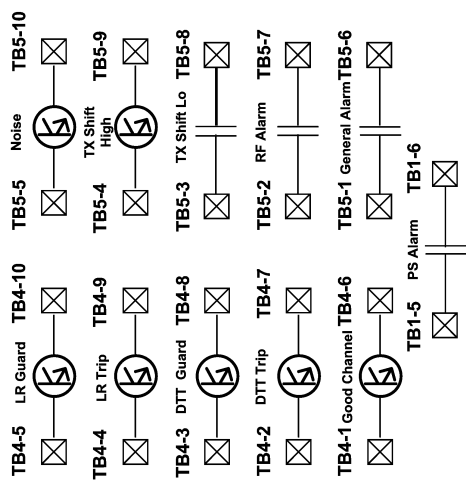 TB5-10
TB5-9
TB5-8
TB5-7
TB5-6
Noise
TX Shift
High
TX Shift Lo
RF Alarm
General Alarm
TB5-5
TB5-4
TB5-3
TB5-2
TB5-1
TB1-6
PS Alarm
TB1-5
TB4-10
TB4-9
TB4-8
TB4-7
TB4-6
LR Guard
LR Trip
DTT Guard
DTT Trip
Good Channel
TB4-5
TB4-4
TB4-3
TB4-2
TB4-1